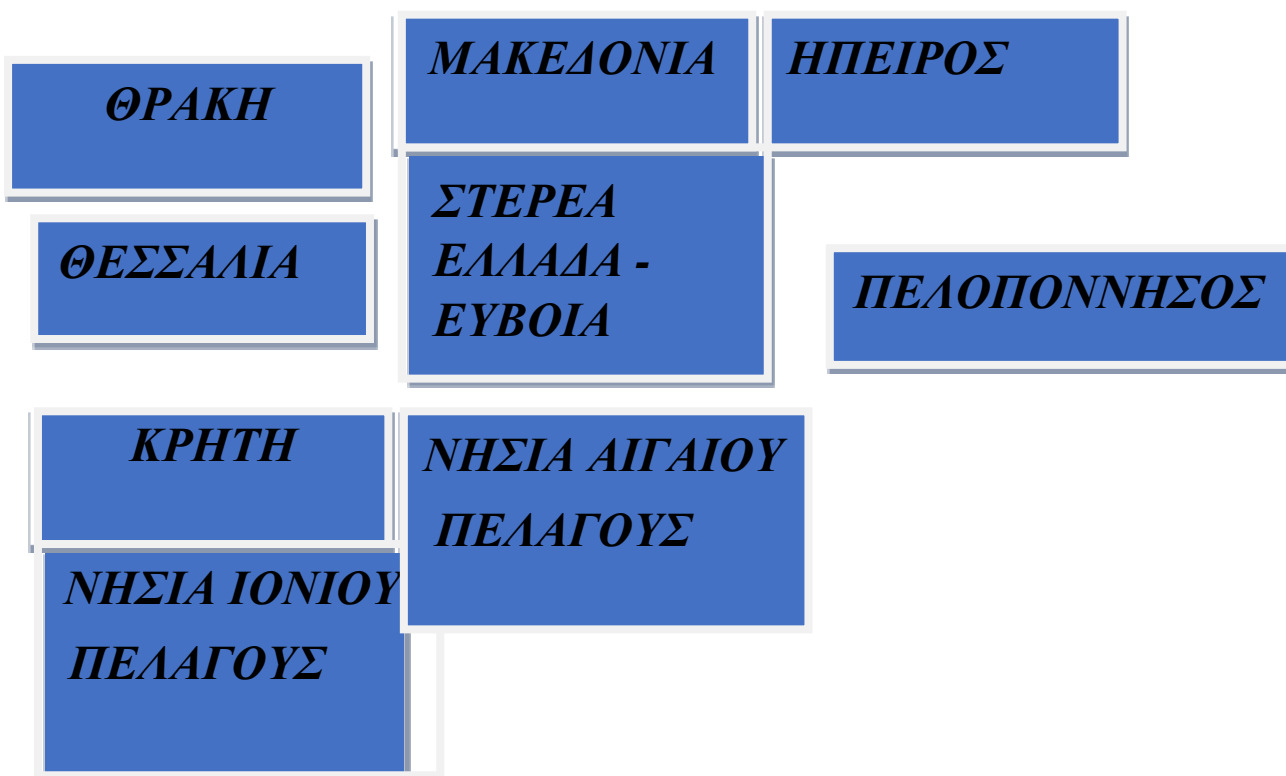 ΘΡΑΚΗ
ΜΑΚΕΔΟΝΙΑ
ΗΠΕΙΡΟΣ
ΘΕΣΣΑΛΙΑ
ΣΤΕΡΕΑ
ΕΛΛΑΔΑ -
ΕΥΒΟΙΑ
ΠΕΛΟΠΟΝΝΗΣΟΣ
ΚΡΗΤΗ
ΝΗΣΙΑ ΑΙΓΑΙΟΥ
ΠΕΛΑΓΟΥΣ
ΝΗΣΙΑ ΙΟΝΙΟΥ
ΠΕΛΑΓΟΥΣ